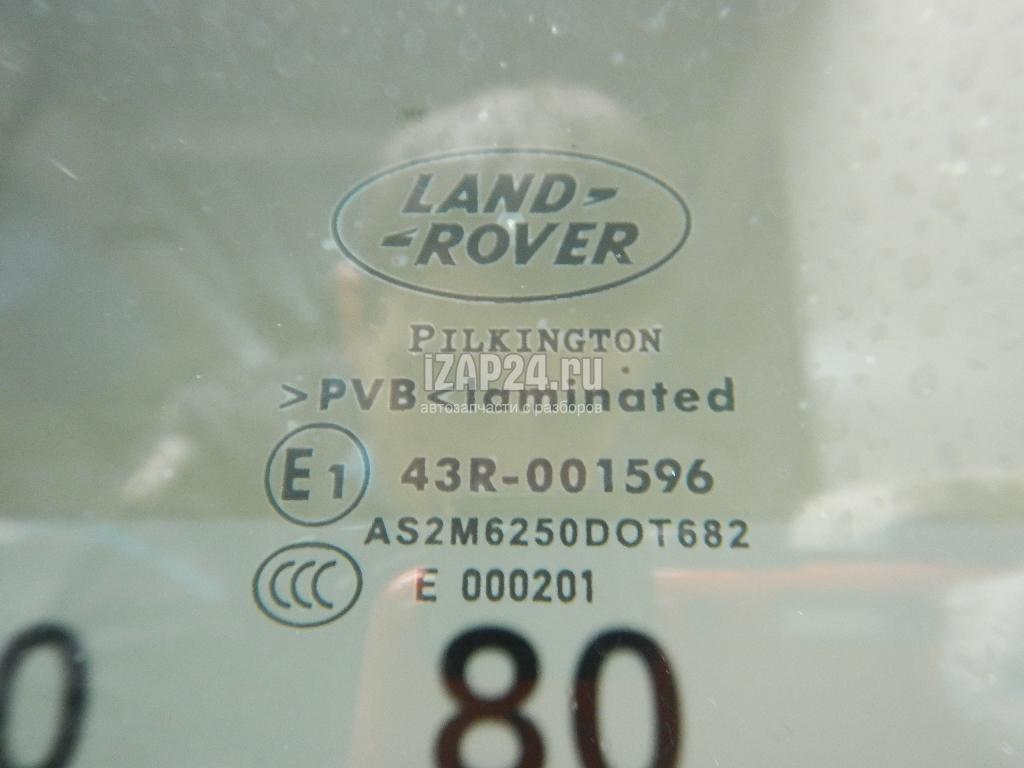 LAND
ROVER
PILKINGTON
iZAP24.ru
>PVB< laminated
автозапчасти с разборов
E1 43R-001596
AS2M6250DOT682
CCC E 000201
0 80